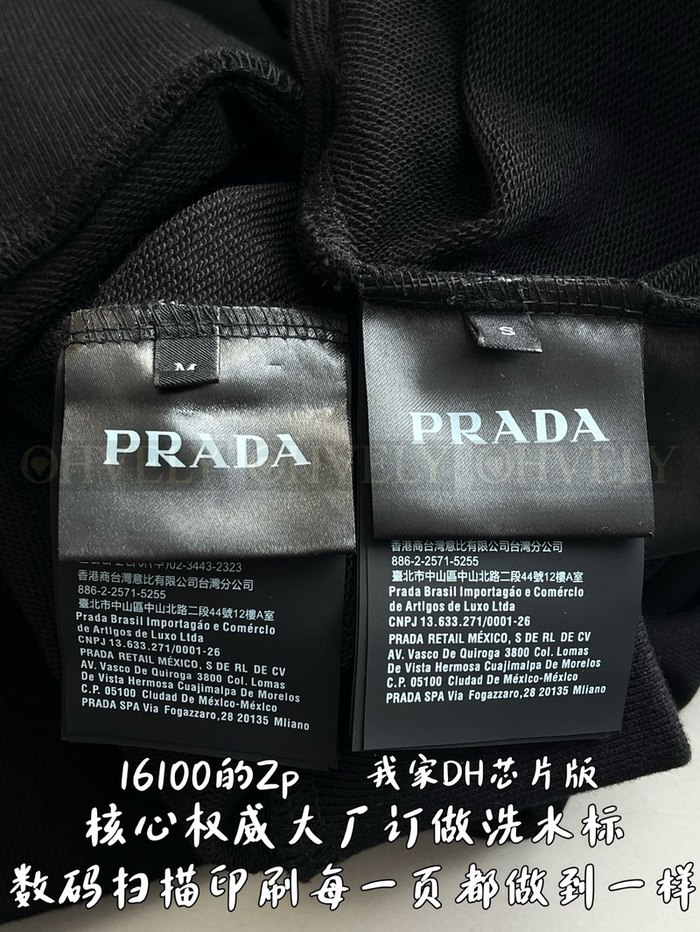 M
PRADA
/02-3443-2323
香港商台灣意比有限公司台灣分公司
886-2-2571-5255
臺北市中山區中山北路二段44號12樓A室
Prada Brasil Importagão e Comércio
de Artigos de Luxo Ltda
CNPJ 13.633.271/0001-26
PRADA RETAIL MÉXICO, S DE RL DE CV
AV. Vasco De Quiroga 3800 Col. Lomas
De Vista Hermosa Cuajimalpa De Morelos
C.P. 05100 Ciudad De México-México
PRADA SPA Via Fogazzaro,28 20135 Mliano
S
PRADA
香港商台灣意比有限公司台灣分公司
886-2-2571-5255
臺北市中山區中山北路二段44號12樓A室
Prada Brasil Importagão e Comércio
de Artigos de Luxo Ltda
CNPJ 13.633.271/0001-26
PRADA RETAIL MÉXICO, S DE RL DE CV
AV. Vasco De Quiroga 3800 Col. Lomas
De Vista Hermosa Cuajimalpa De Morelos
C.P. 05100 Ciudad De México-México
PRADA SPA Via Fogazzaro,28 20135 Mliano
OHVELY OHVELY OHVELY
16100的Zp 我家DH芯片版
核心权威大厂订做洗水标
数码扫描印刷每一页都做到一样